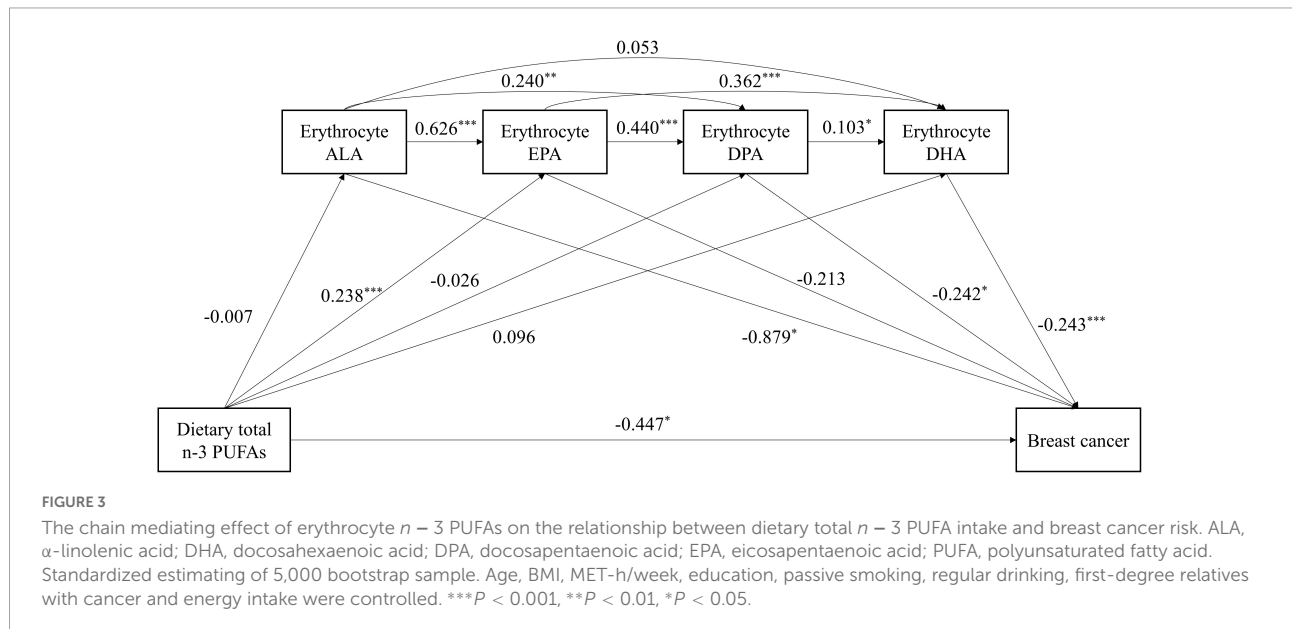 0.053
0.240** 0.362***
Erythrocyte
ALA
0.626***
Erythrocyte
EPA
0.440***
Erythrocyte
DPA
0.103*
Erythrocyte
DHA
-0.007
0.238***
-0.026
0.096
-0.213
-0.879*
-0.242*
-0.243***
Dietary total
n-3 PUFAs
-0.447*
Breast cancer
FIGURE 3
The chain mediating effect of erythrocyte n – 3 PUFAs on the relationship between dietary total n – 3 PUFA intake and breast cancer risk. ALA,
α-linolenic acid; DHA, docosahexaenoic acid; DPA, docosapentaenoic acid; EPA, eicosapentaenoic acid; PUFA, polyunsaturated fatty acid.
Standardized estimating of 5,000 bootstrap sample. Age, BMI, MET-h/week, education, passive smoking, regular drinking, first-degree relatives
with cancer and energy intake were controlled. ***P < 0.001, **P < 0.01, *P < 0.05.